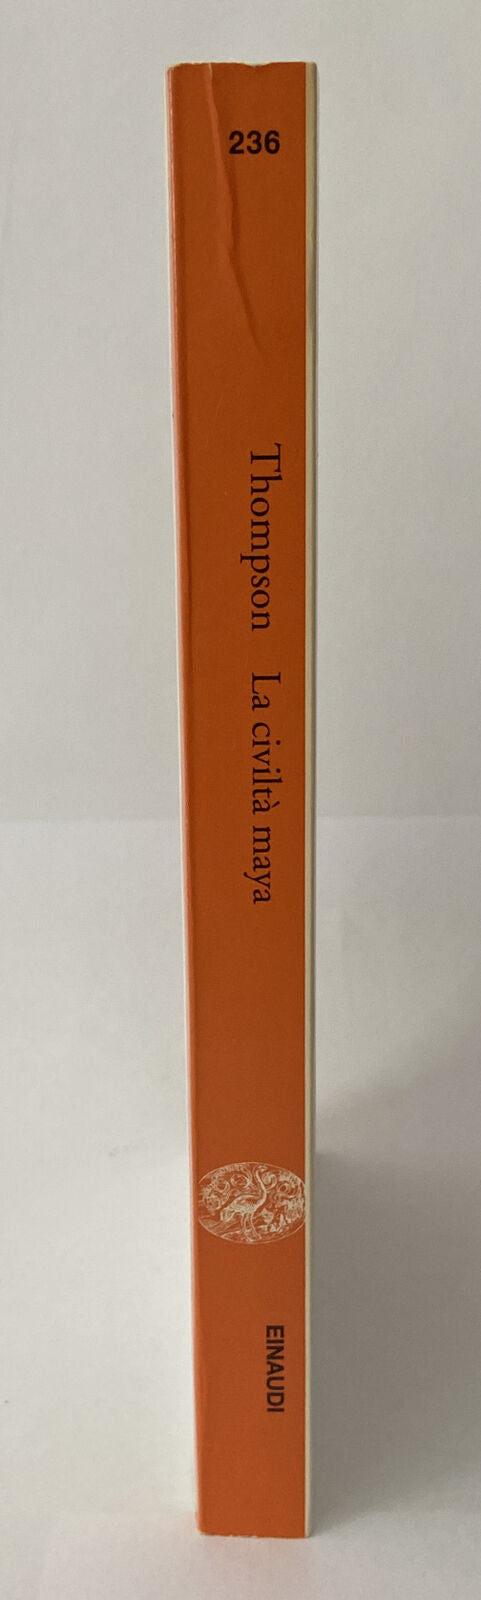 236
Thompson La civiltà maya
EINAUDI